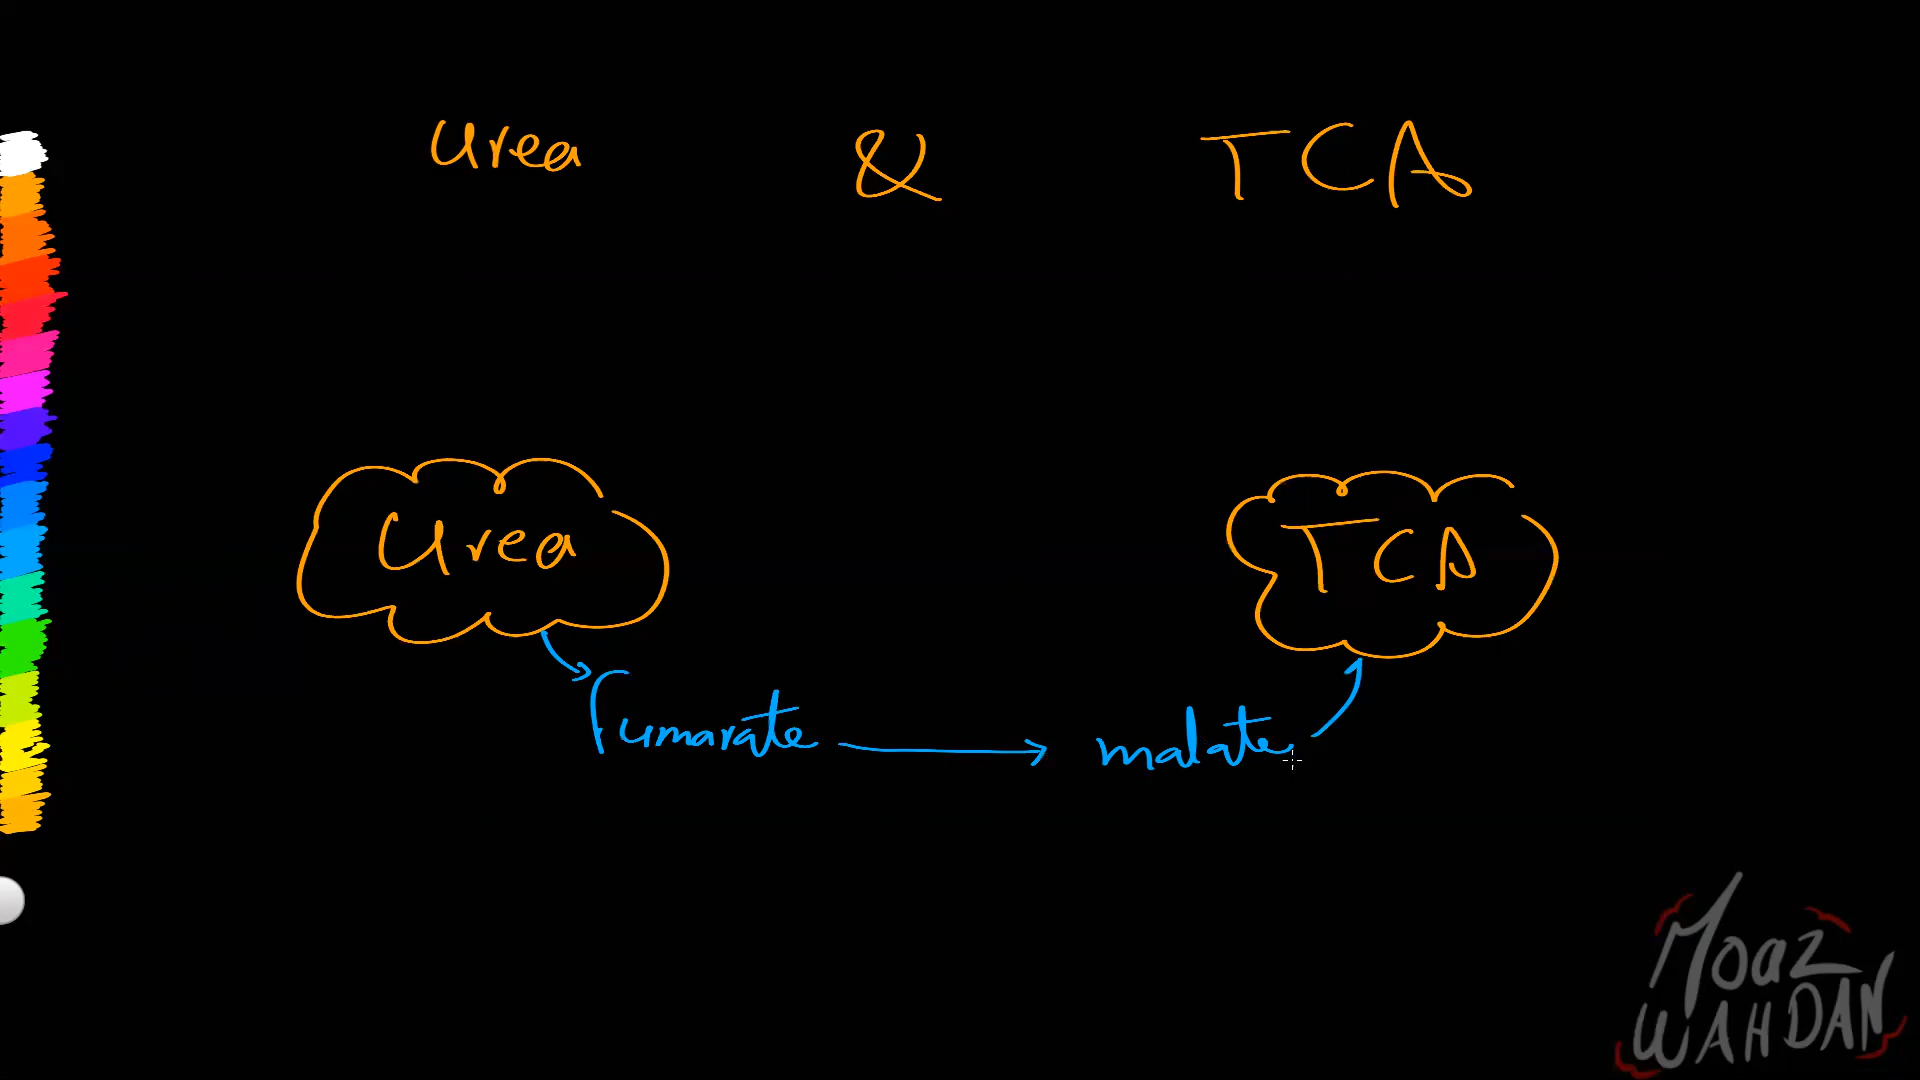 Urea & TCA
Urea TCA
Fumarate → malate
MOAZ
WAHDAN